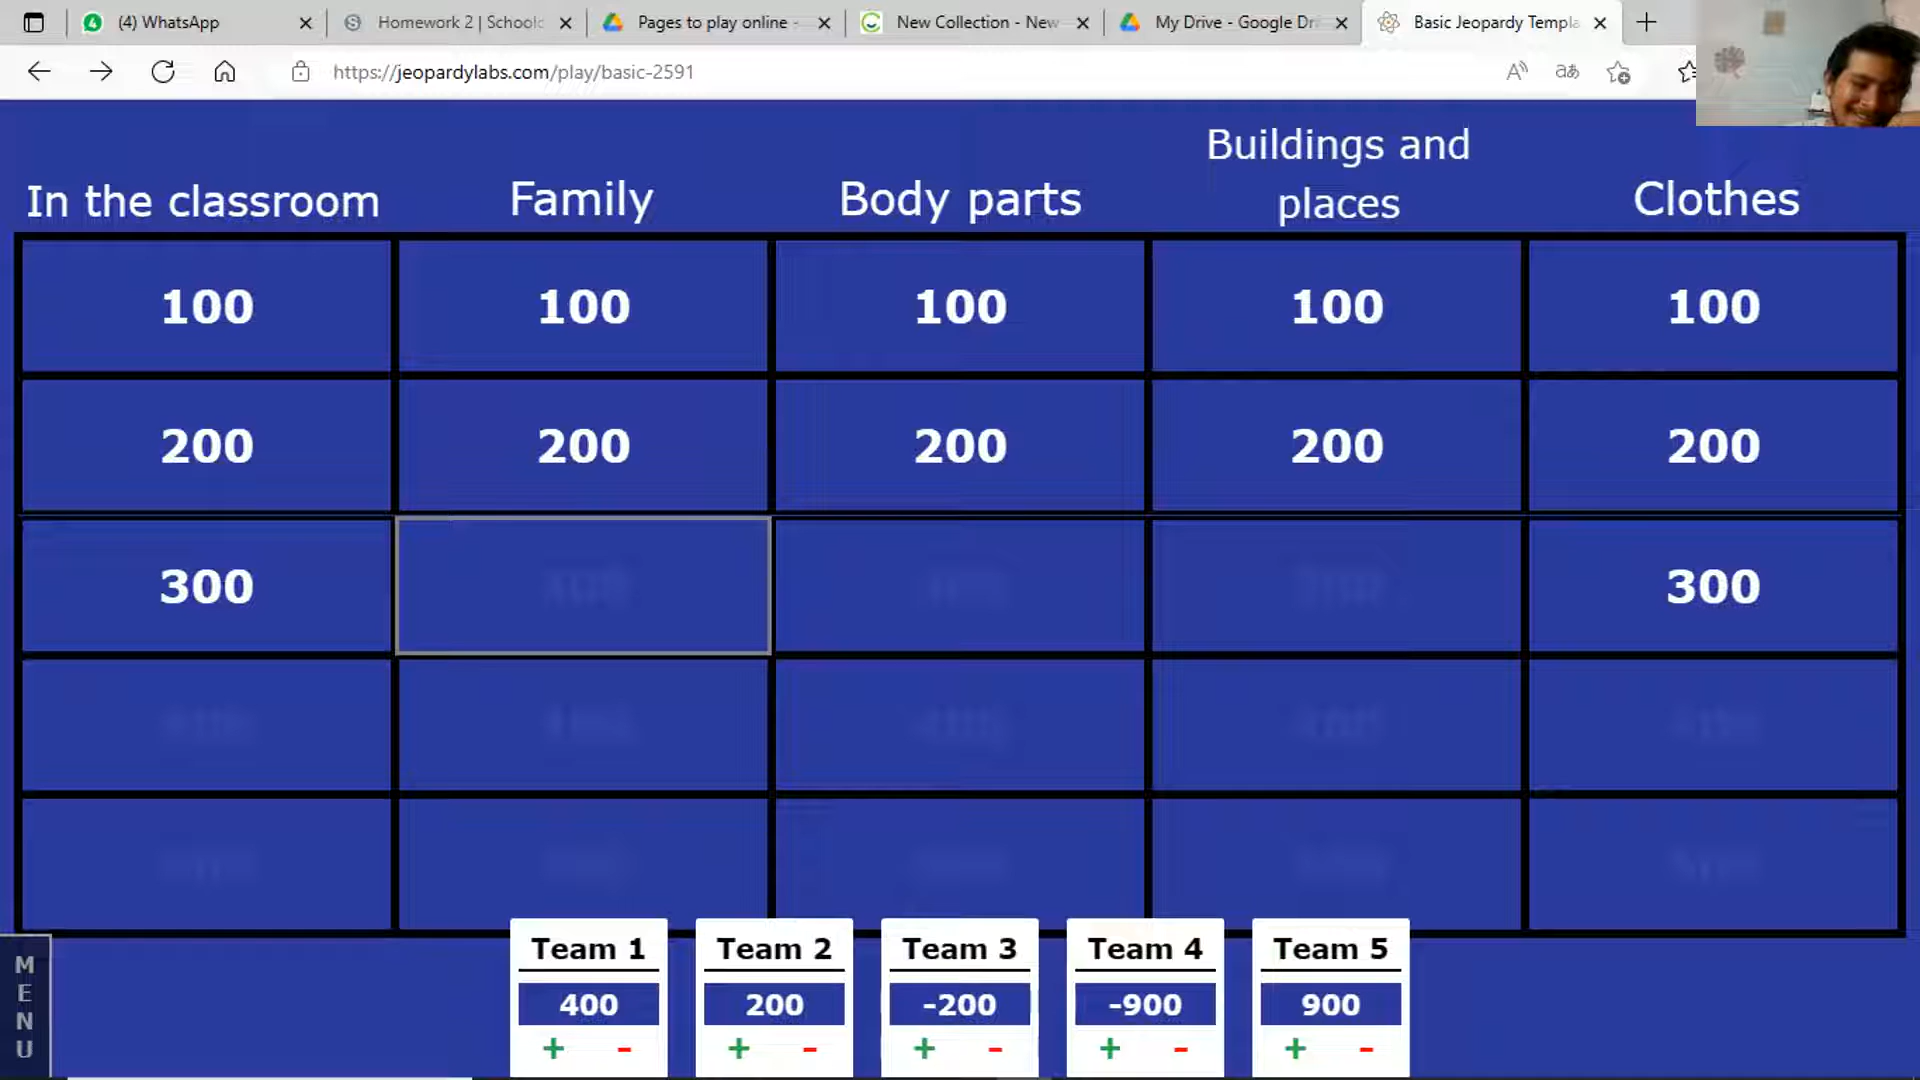 (4) WhatsApp
Homework 2 | Schoolo
Pages to play online -
New Collection - New
My Drive - Google Dri
Basic Jeopardy Templa
https://jeopardylabs.com/play/basic-2591
In the classroom
Family
Body parts
Buildings and
places
Clothes
100 100 100 100 100
200 200 200 200 200
300 300
MENU
Team 1 Team 2 Team 3 Team 4 Team 5
400 200 -200 -900 900
+ - + - + - + - + -